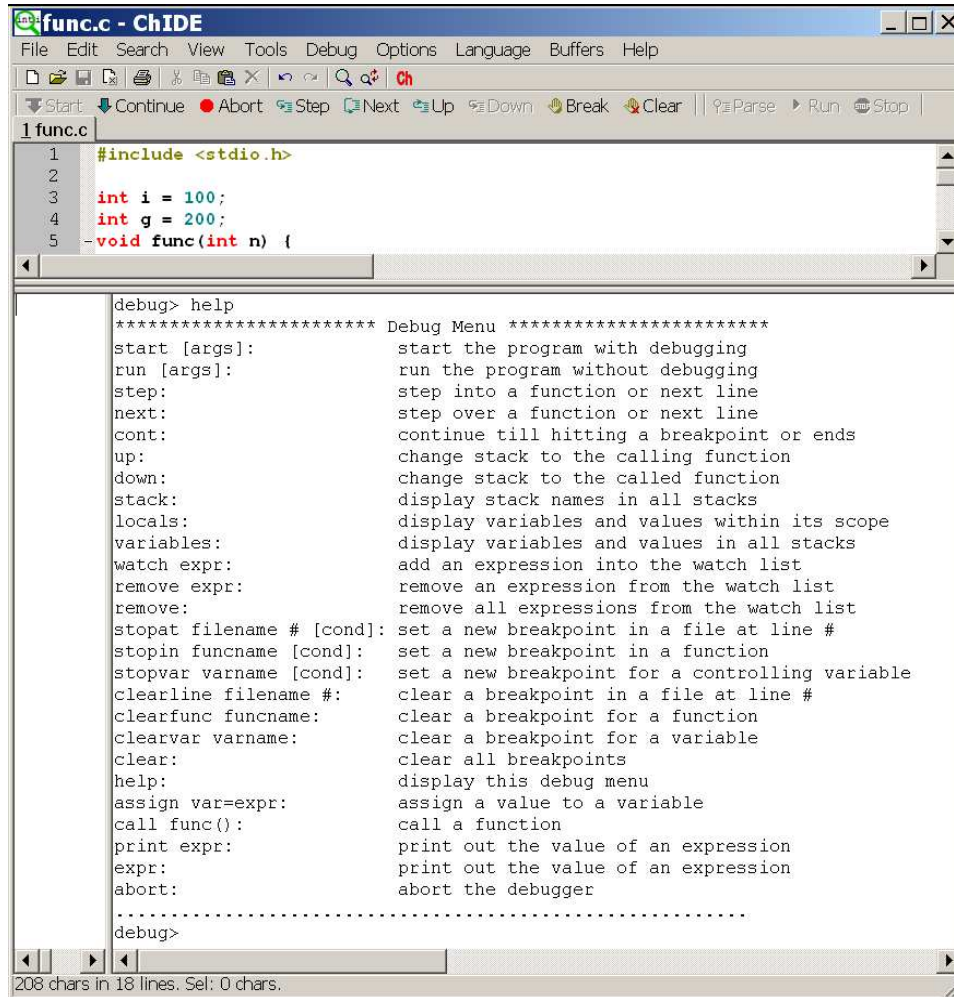 func.c - ChIDE
File Edit Search View Tools Debug Options Language Buffers Help
Ch
Start Continue Abort Step Next Up Down Break Clear Parse Run Stop
1 func.c
1 #include <stdio.h>
2
3 int i = 100;
4 int g = 200;
5 -void func(int n) {
debug> help
************************ Debug Menu ************************
start [args]: start the program with debugging
run [args]: run the program without debugging
step: step into a function or next line
next: step over a function or next line
cont: continue till hitting a breakpoint or ends
up: change stack to the calling function
down: change stack to the called function
stack: display stack names in all stacks
locals: display variables and values within its scope
variables: display variables and values in all stacks
watch expr: add an expression into the watch list
remove expr: remove an expression from the watch list
remove: remove all expressions from the watch list
stopat filename # [cond]: set a new breakpoint in a file at line #
stopin funcname [cond]: set a new breakpoint in a function
stopvar varname [cond]: set a new breakpoint for a controlling variable
clearline filename #: clear a breakpoint in a file at line #
clearfunc funcname: clear a breakpoint for a function
clearvar varname: clear a breakpoint for a variable
clear: clear all breakpoints
help: display this debug menu
assign var=expr: assign a value to a variable
call func(): call a function
print expr: print out the value of an expression
expr: print out the value of an expression
abort: abort the debugger
..........................................................
debug>
208 chars in 18 lines. Sel: 0 chars.